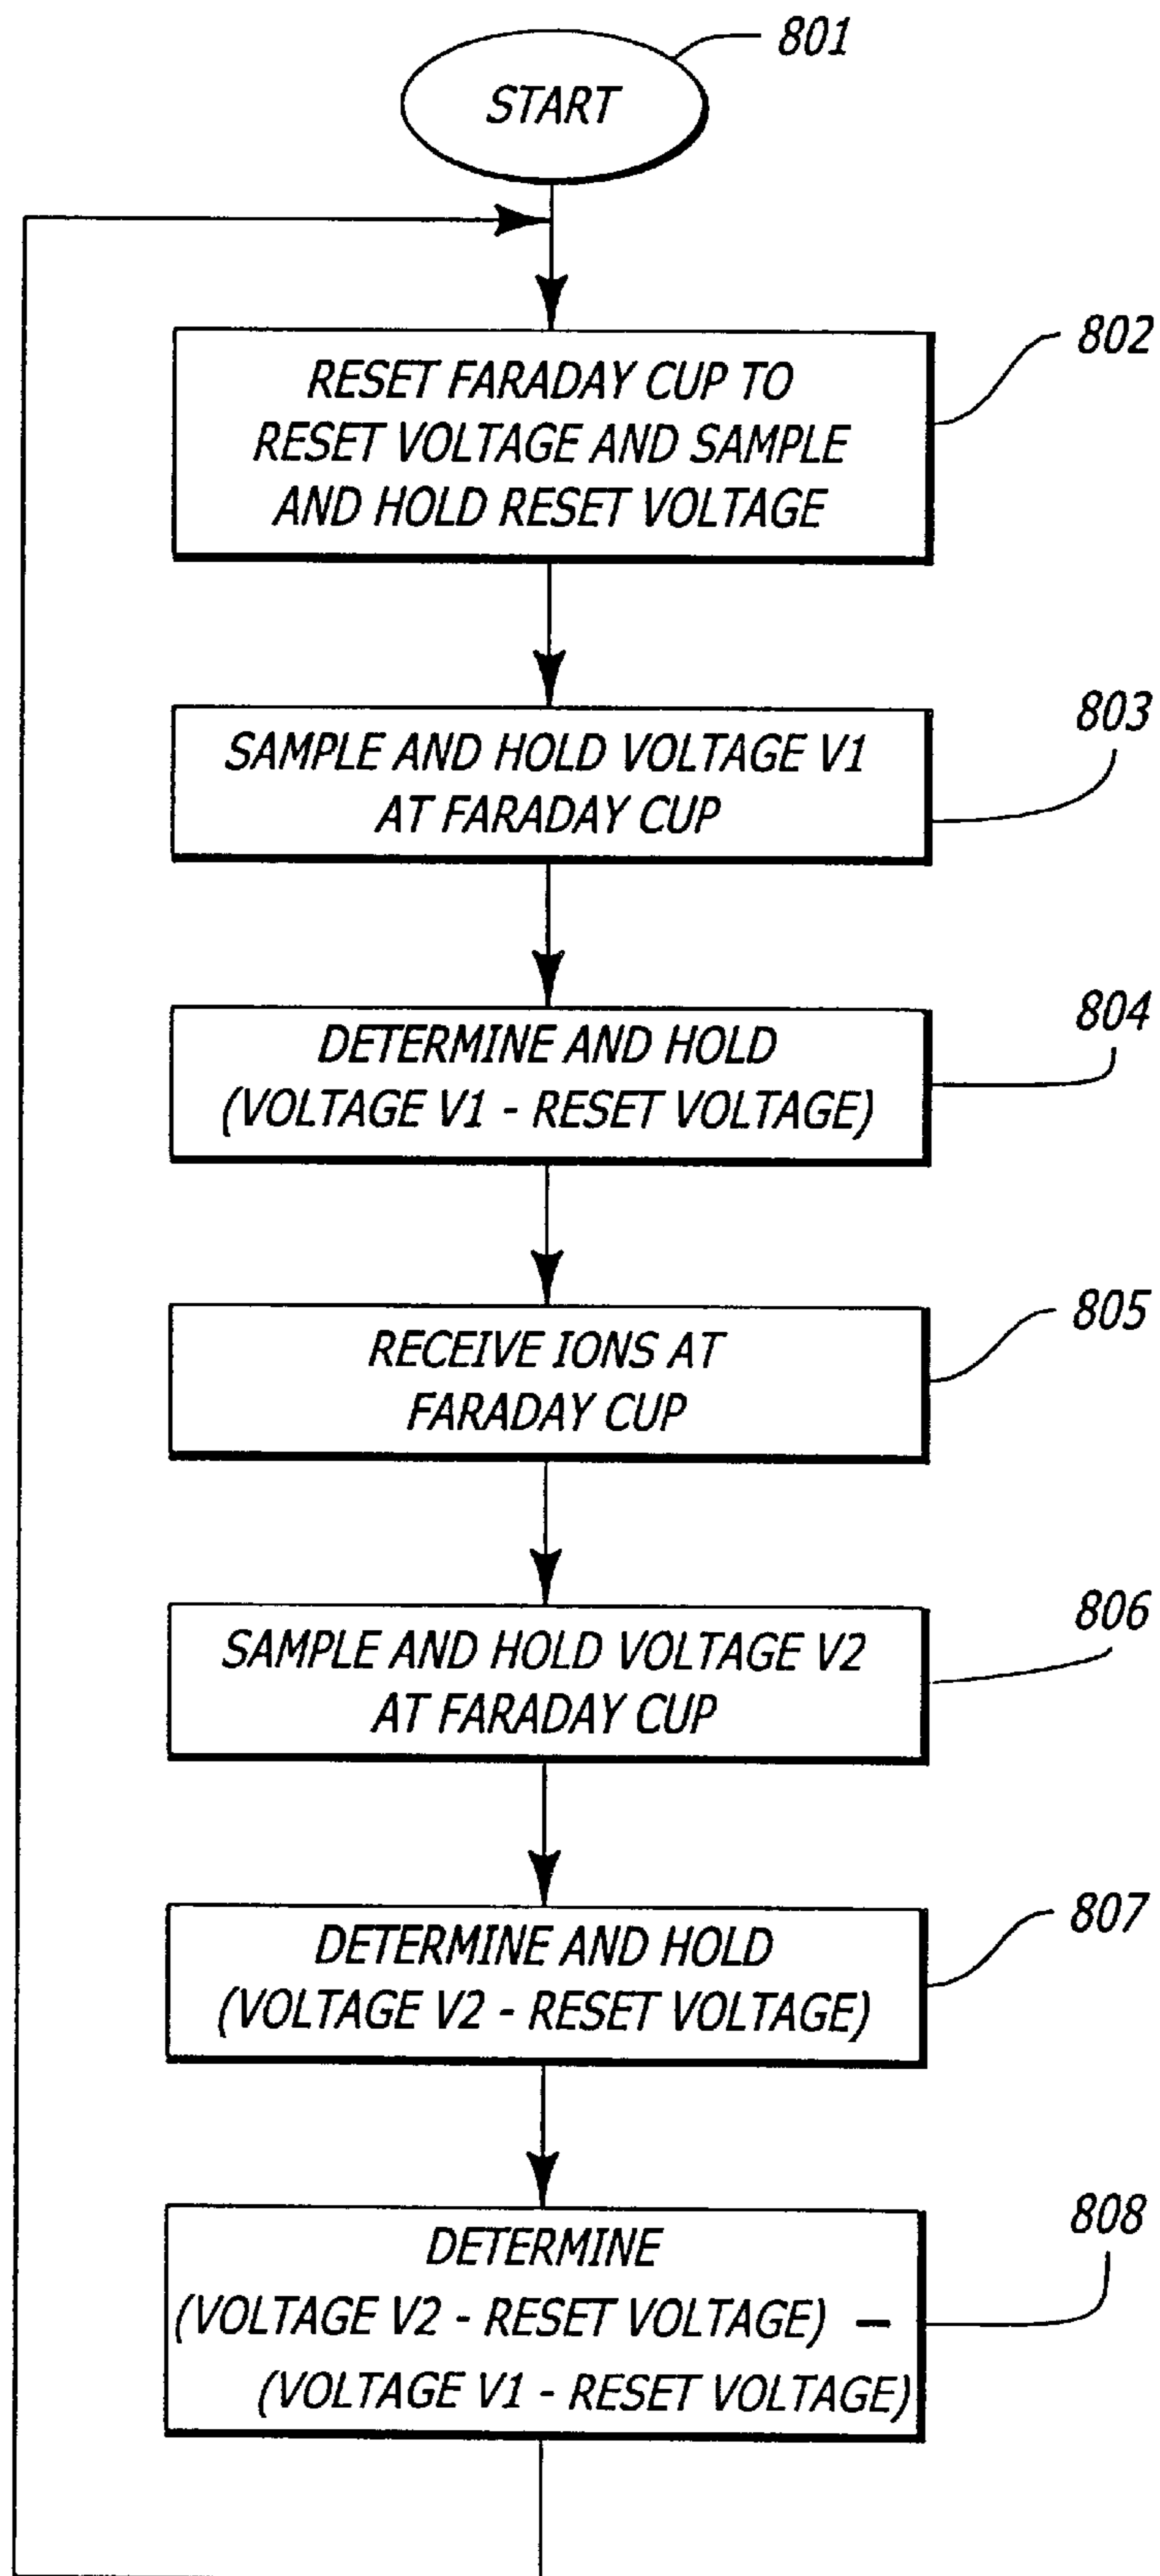 801
START
802
RESET FARADAY CUP TO
RESET VOLTAGE AND SAMPLE
AND HOLD RESET VOLTAGE
803
SAMPLE AND HOLD VOLTAGE V1
AT FARADAY CUP
804
DETERMINE AND HOLD
(VOLTAGE V1 - RESET VOLTAGE)
805
RECEIVE IONS AT
FARADAY CUP
806
SAMPLE AND HOLD VOLTAGE V2
AT FARADAY CUP
807
DETERMINE AND HOLD
(VOLTAGE V2 - RESET VOLTAGE)
808
DETERMINE
(VOLTAGE V2 - RESET VOLTAGE) –
(VOLTAGE V1 - RESET VOLTAGE)